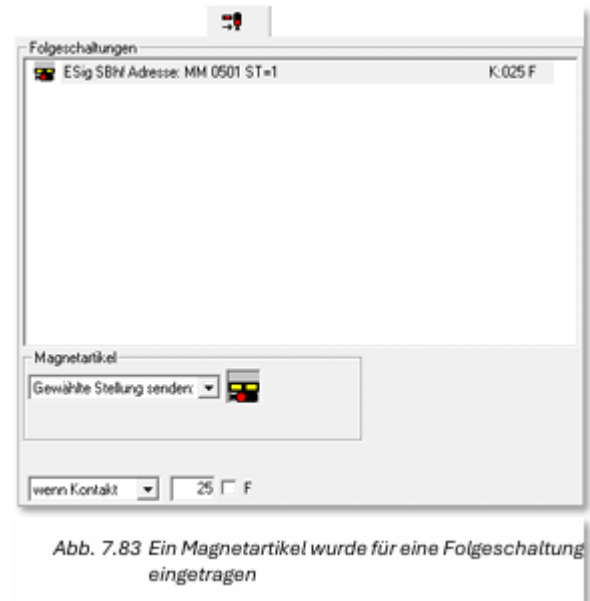 Folgeschaltungen
ESig SBhf Adresse: MM 0501 ST=1 K:025 F
Magnetartikel
Gewählte Stellung senden:
wenn Kontakt 25 F
Abb. 7.83 Ein Magnetartikel wurde für eine Folgeschaltung
eingetragen